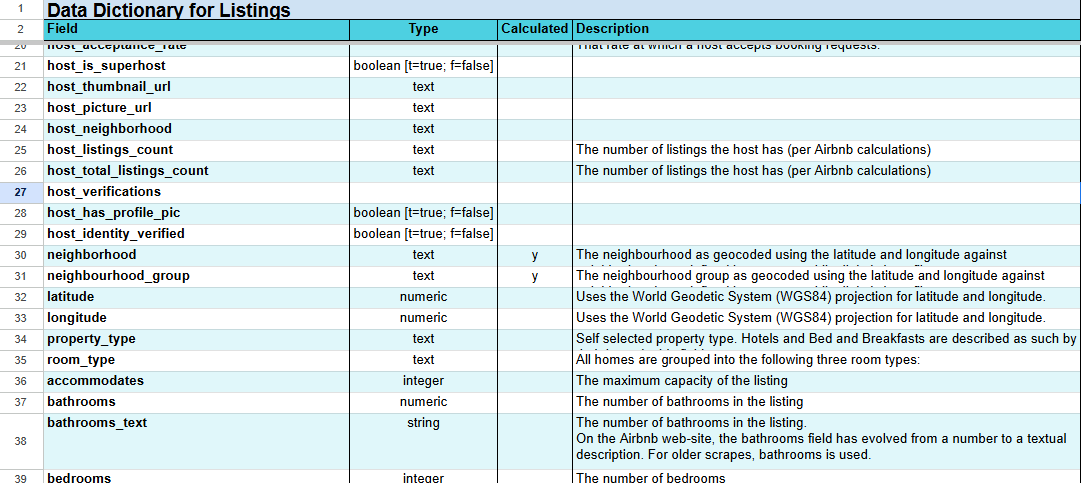 1 Data Dictionary for Listings
2 Field Type Calculated Description
20 host_acceptance_rate That rate at which a host accepts booking requests.
21 host_is_superhost boolean [t=true; f=false]
22 host_thumbnail_url text
23 host_picture_url text
24 host_neighborhood text
25 host_listings_count text The number of listings the host has (per Airbnb calculations)
26 host_total_listings_count text The number of listings the host has (per Airbnb calculations)
27 host_verifications
28 host_has_profile_pic boolean [t=true; f=false]
29 host_identity_verified boolean [t=true; f=false]
30 neighborhood text y The neighbourhood as geocoded using the latitude and longitude against
31 neighbourhood_group text y The neighbourhood group as geocoded using the latitude and longitude against
32 latitude numeric Uses the World Geodetic System (WGS84) projection for latitude and longitude.
33 longitude numeric Uses the World Geodetic System (WGS84) projection for latitude and longitude.
34 property_type text Self selected property type. Hotels and Bed and Breakfasts are described as such by
35 room_type text All homes are grouped into the following three room types:
36 accommodates integer The maximum capacity of the listing
37 bathrooms numeric The number of bathrooms in the listing
38 bathrooms_text string The number of bathrooms in the listing.
On the Airbnb web-site, the bathrooms field has evolved from a number to a textual
description. For older scrapes, bathrooms is used.
39 bedrooms integer The number of bedrooms